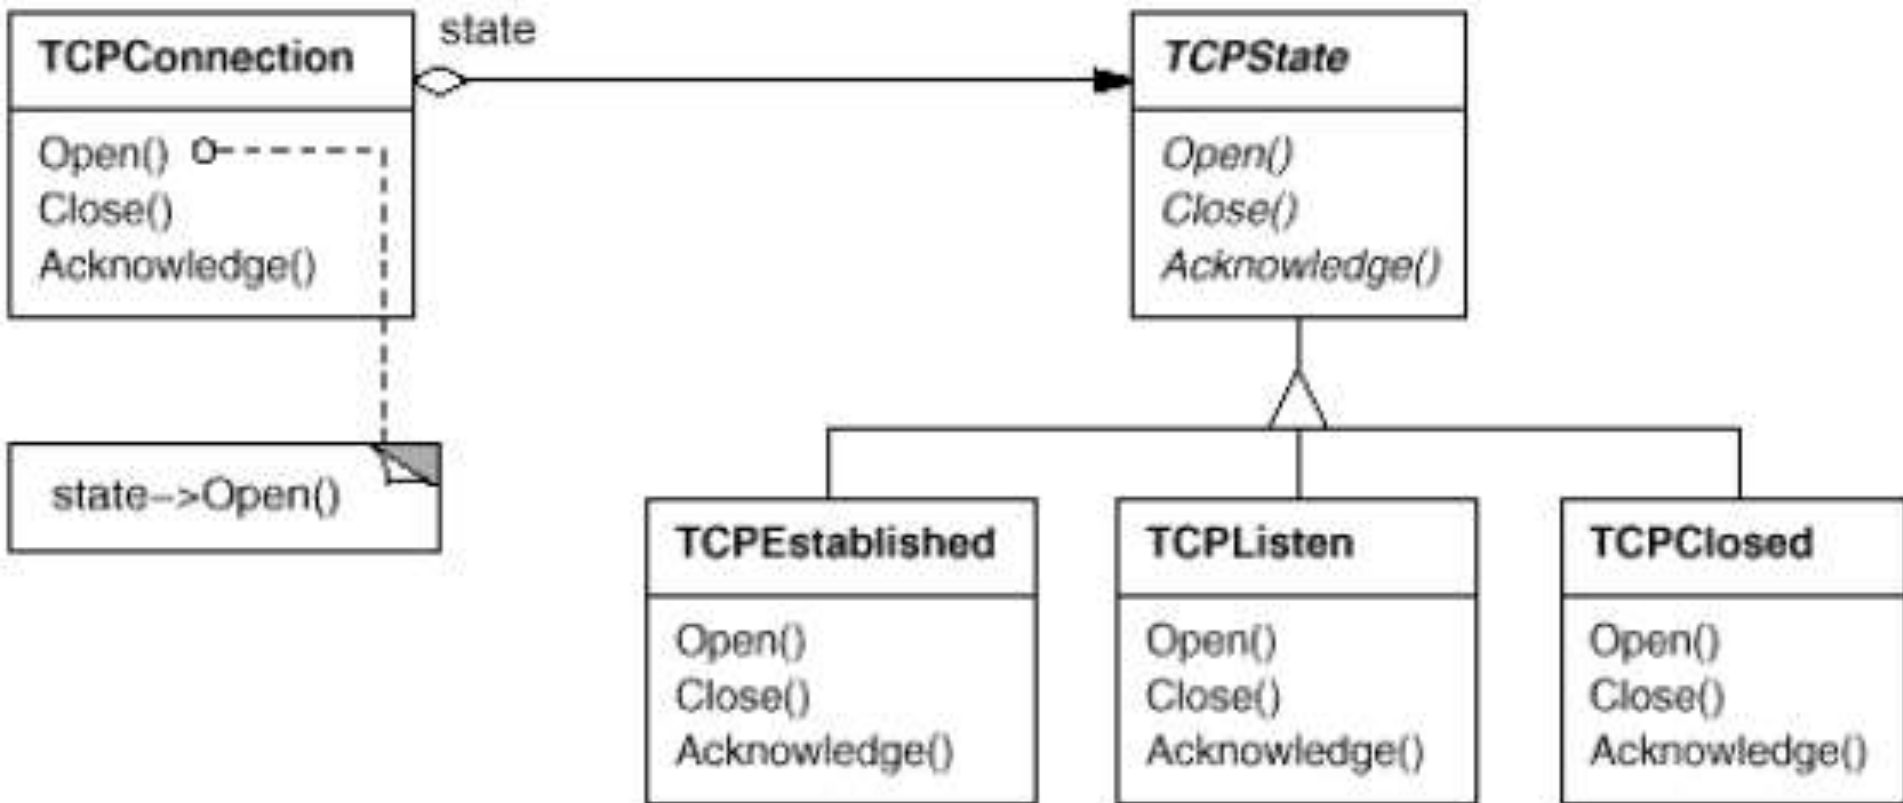 TCPConnection
Open()
Close()
Acknowledge()
state
TCPState
Open()
Close()
Acknowledge()
state->Open()
TCPEstablished
Open()
Close()
Acknowledge()
TCPListen
Open()
Close()
Acknowledge()
TCPClosed
Open()
Close()
Acknowledge()